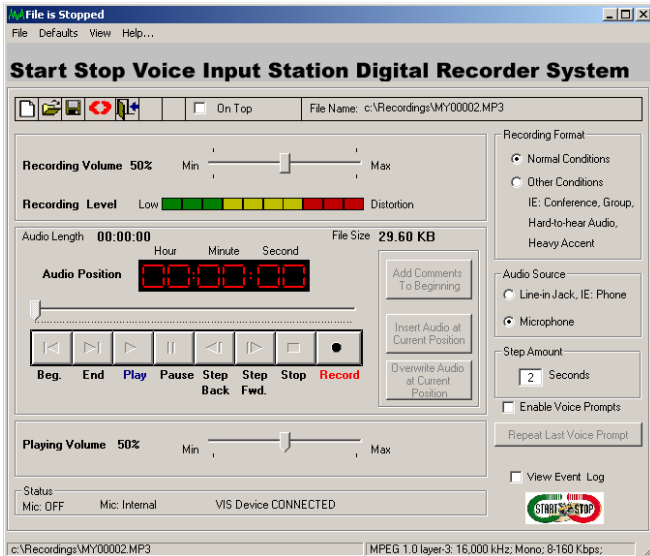 File is Stopped
File Defaults View Help...
Start Stop Voice Input Station Digital Recorder System
On Top File Name: c:\Recordings\MY00002.MP3
Recording Volume 50% Min Max
Recording Level Low Distortion
Audio Length 00:00:00 File Size 29.60 KB
Hour Minute Second
Audio Position 00:00:00
Add Comments
To Beginning
Insert Audio at
Current Position
Overwrite Audio
at Current
Position
Beg. End Play Pause Step Back Step Fwd. Stop Record
Playing Volume 50% Min Max
Status
Mic: OFF Mic: Internal VIS Device CONNECTED
Recording Format
Normal Conditions
Other Conditions
IE: Conference, Group,
Hard-to-hear Audio,
Heavy Accent
Audio Source
Line-in Jack, IE: Phone
Microphone
Step Amount
2 Seconds
Enable Voice Prompts
Repeat Last Voice Prompt
View Event Log
START STOP
c:\Recordings\MY00002.MP3 MPEG 1.0 layer-3: 16,000 kHz; Mono; 8-160 Kbps;